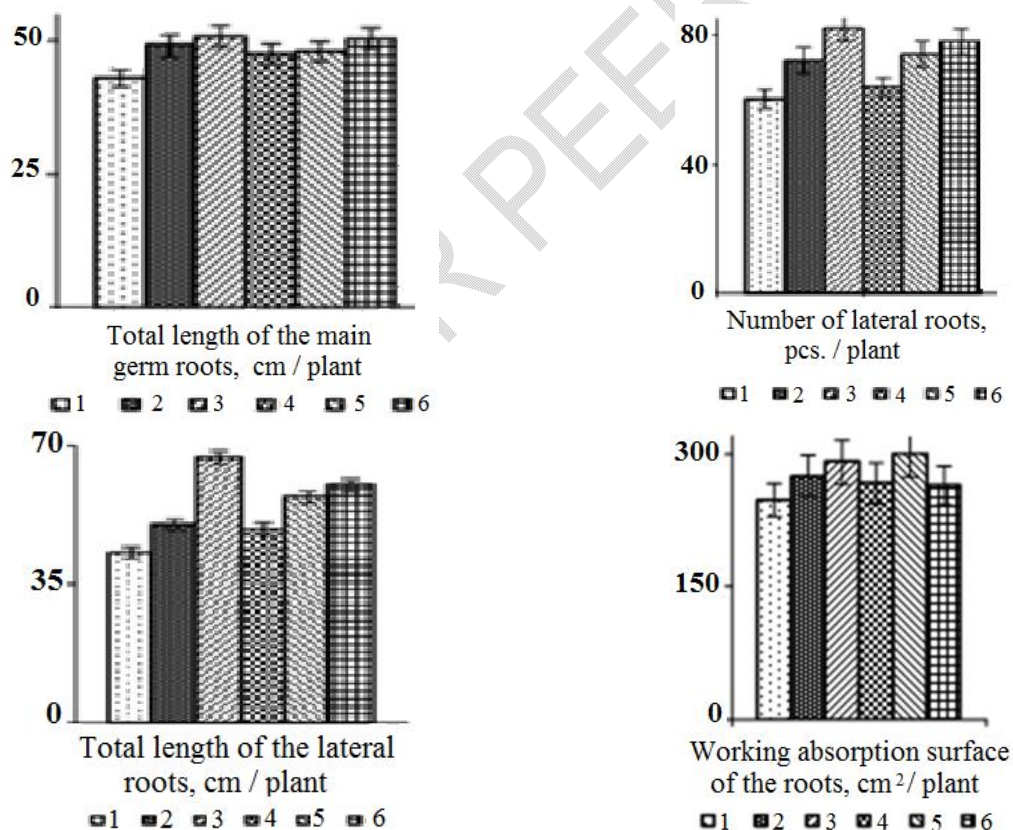 50
25
0
Total length of the main
germ roots, cm / plant
1 2 3 4 5 6
80
40
0
Number of lateral roots,
pcs. / plant
1 2 3 4 5 6
70
35
0
Total length of the lateral
roots, cm / plant
1 2 3 4 5 6
300
150
0
Working absorption surface
of the roots, cm²/ plant
1 2 3 4 5 6
R PEE